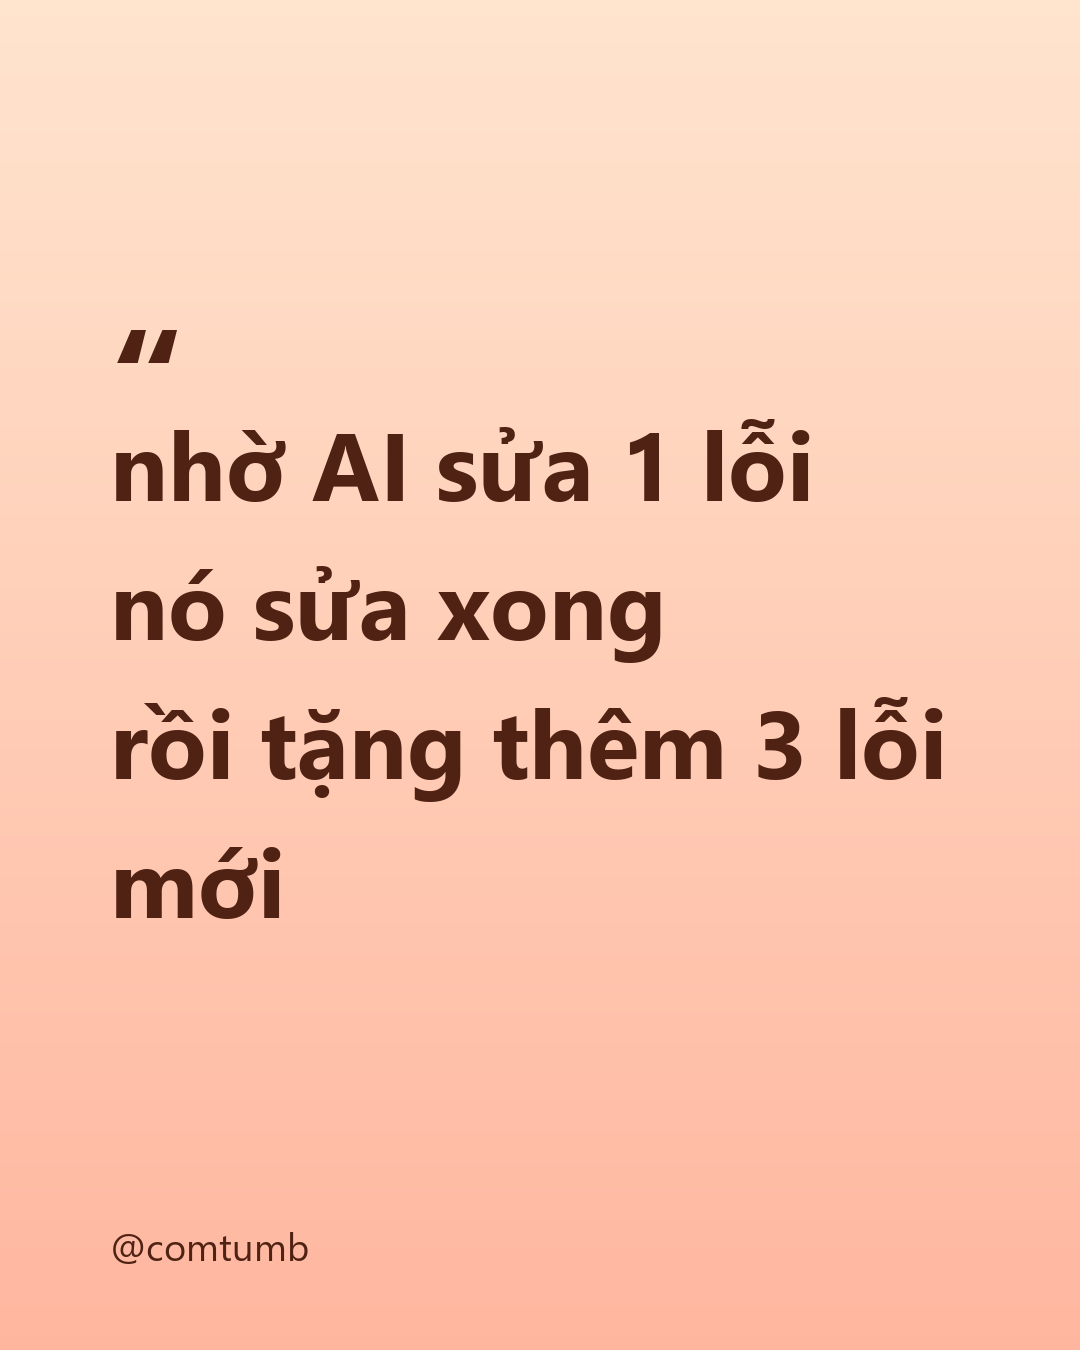 “
nhờ AI sửa 1 lỗi
nó sửa xong
rồi tặng thêm 3 lỗi
mới
@comtumb